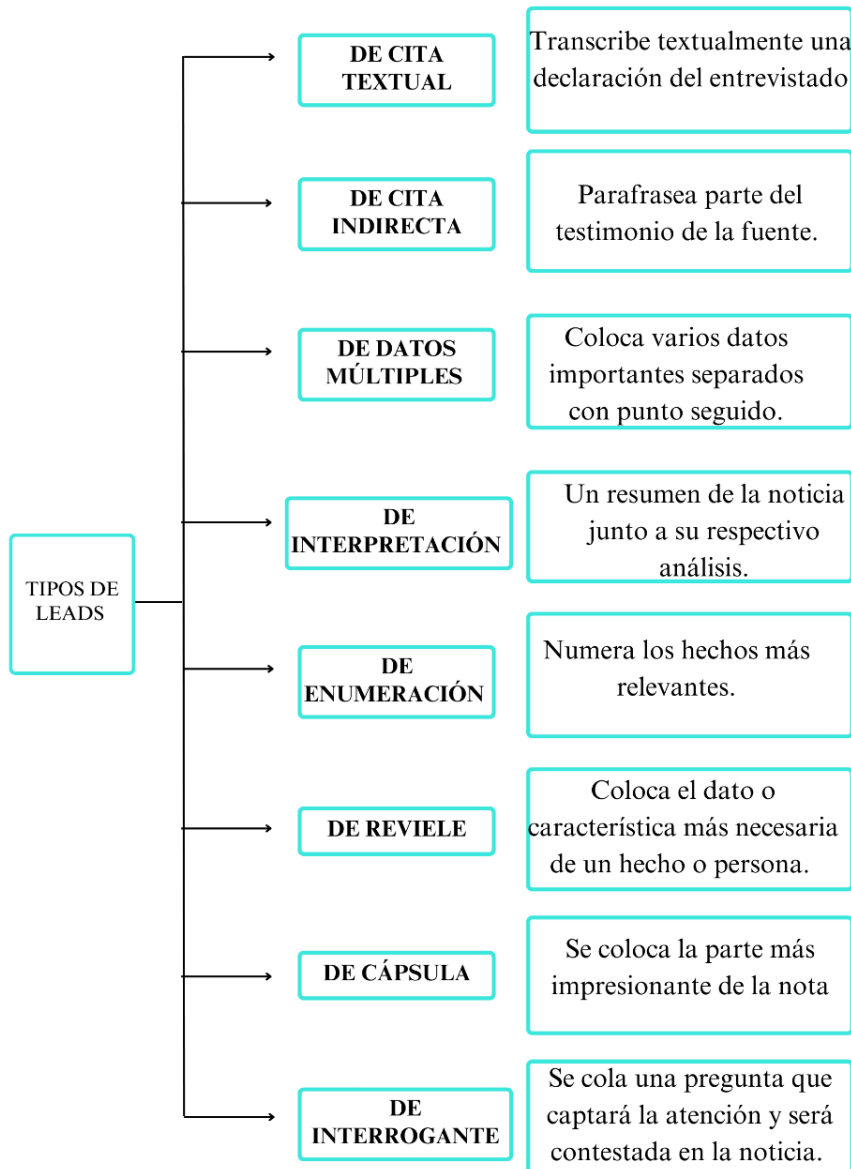 TIPOS DE
LEADS
DE CITA
TEXTUAL
Transcribe textualmente una
declaración del entrevistado
DE CITA
INDIRECTA
Parafrasea parte del
testimonio de la fuente.
DE DATOS
MÚLTIPLES
Coloca varios datos
importantes separados
con punto seguido.
DE
INTERPRETACIÓN
Un resumen de la noticia
junto a su respectivo
análisis.
DE
ENUMERACIÓN
Numera los hechos más
relevantes.
DE REVIELE
Coloca el dato o
característica más necesaria
de un hecho o persona.
DE CÁPSULA
Se coloca la parte más
impresionante de la nota
DE
INTERROGANTE
Se cola una pregunta que
captará la atención y será
contestada en la noticia.